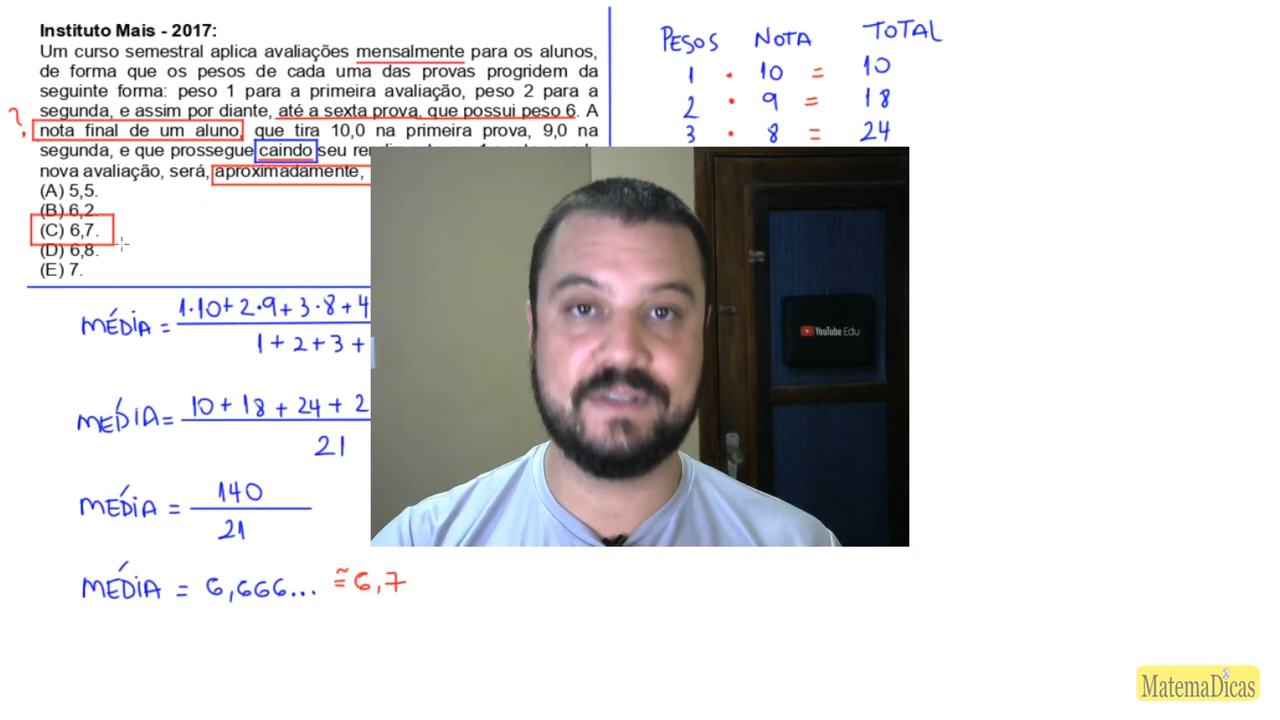 Instituto Mais - 2017:
Um curso semestral aplica avaliações mensalmente para os alunos,
de forma que os pesos de cada uma das provas progridem da
seguinte forma: peso 1 para a primeira avaliação, peso 2 para a
segunda, e assim por diante, até a sexta prova, que possui peso 6. A
? nota final de um aluno, que tira 10,0 na primeira prova, 9,0 na
segunda, e que prossegue caindo seu
nova avaliação, será, aproximadamente,
(A) 5,5.
(B) 6,2.
(C) 6,7.
(D) 6,8.
(E) 7.
PESOS NOTA TOTAL
1 · 10 = 10
2 · 9 = 18
3 · 8 = 24
MÉDIA = 1·10+2·9+3·8+4
1+2+3+
MÉDIA = 10+18+24+2
21
MÉDIA = 140
21
MÉDIA = 6,666... ≅ 6,7
YouTube Edu
MatemaDicas